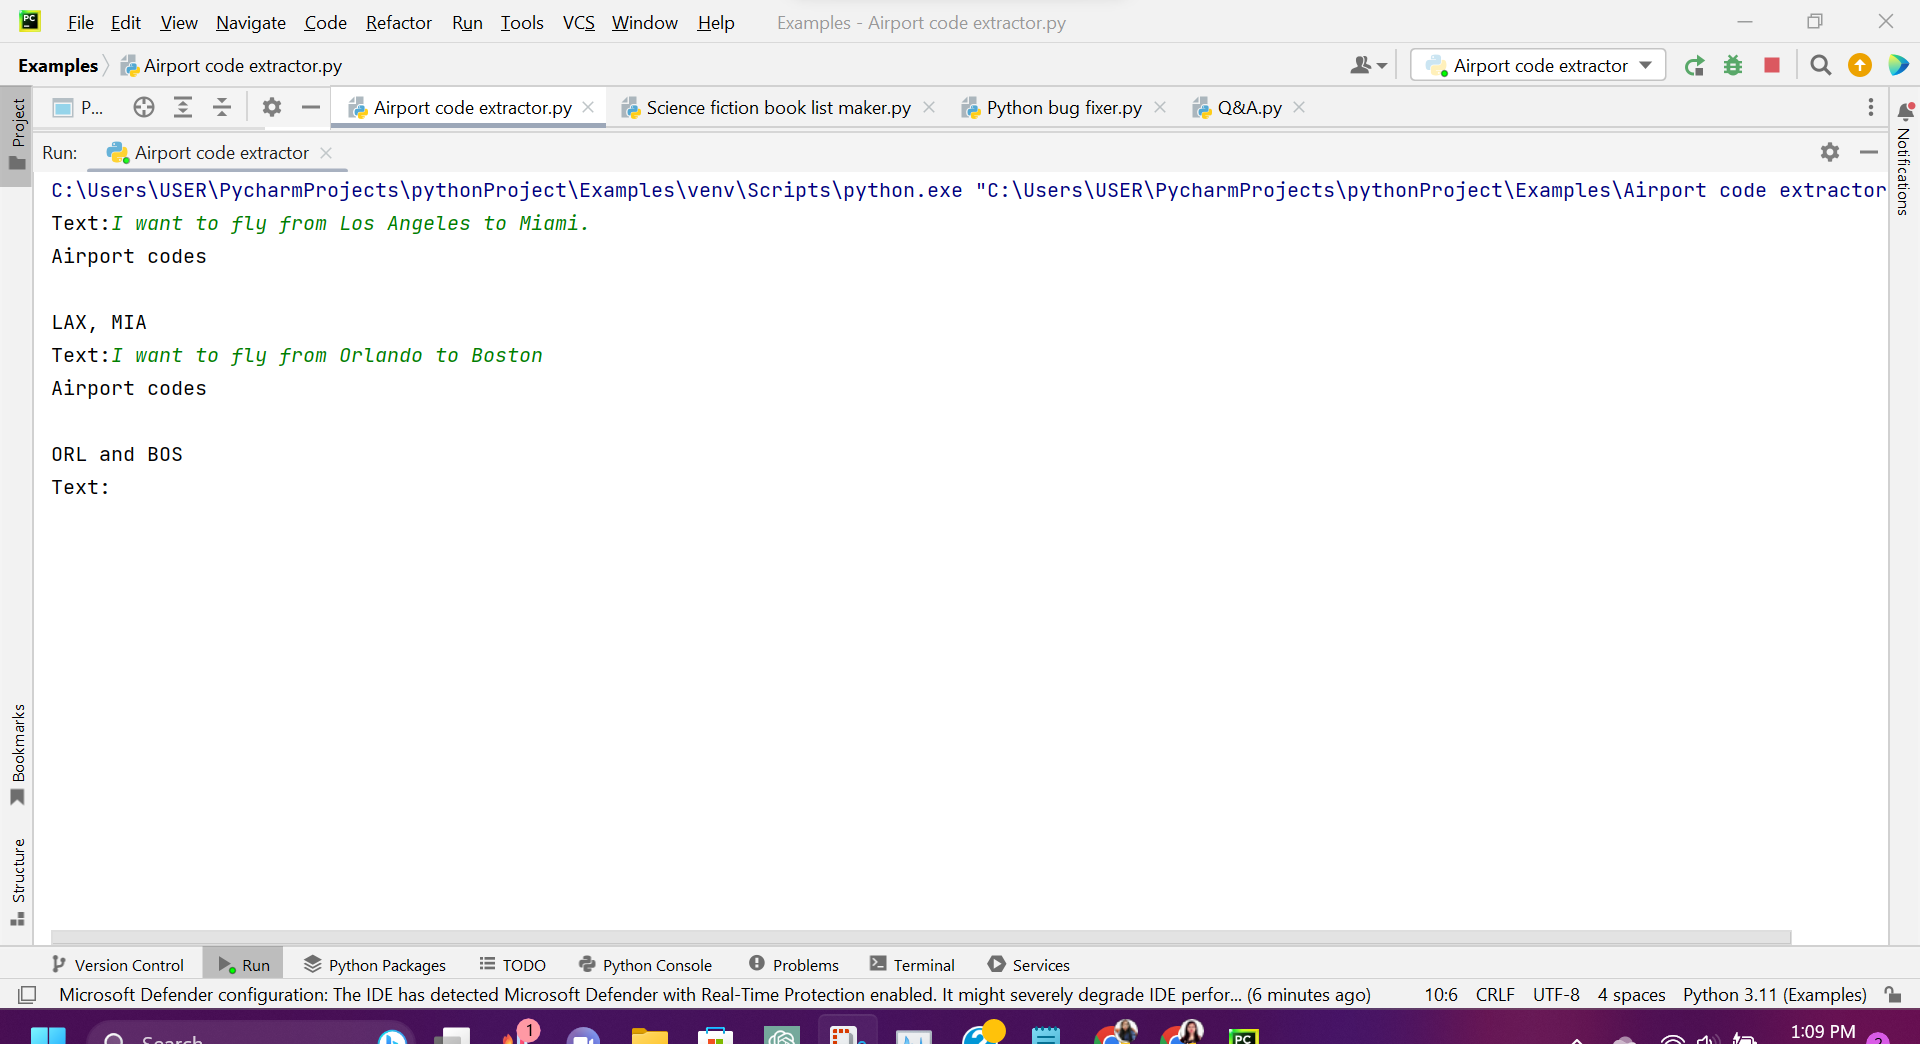 PC File Edit View Navigate Code Refactor Run Tools VCS Window Help Examples - Airport code extractor.py
Examples Airport code extractor.py Airport code extractor
P... Airport code extractor.py Science fiction book list maker.py Python bug fixer.py Q&A.py
Project
Notifications
Run: Airport code extractor
C:\Users\USER\PycharmProjects\pythonProject\Examples\venv\Scripts\python.exe "C:\Users\USER\PycharmProjects\pythonProject\Examples\Airport code extractor
Text:I want to fly from Los Angeles to Miami.
Airport codes
LAX, MIA
Text:I want to fly from Orlando to Boston
Airport codes
ORL and BOS
Text:
Bookmarks
Structure
Version Control Run Python Packages TODO Python Console Problems Terminal Services
Microsoft Defender configuration: The IDE has detected Microsoft Defender with Real-Time Protection enabled. It might severely degrade IDE perfor... (6 minutes ago) 10:6 CRLF UTF-8 4 spaces Python 3.11 (Examples)
Search 1 PC 1:09 PM 2